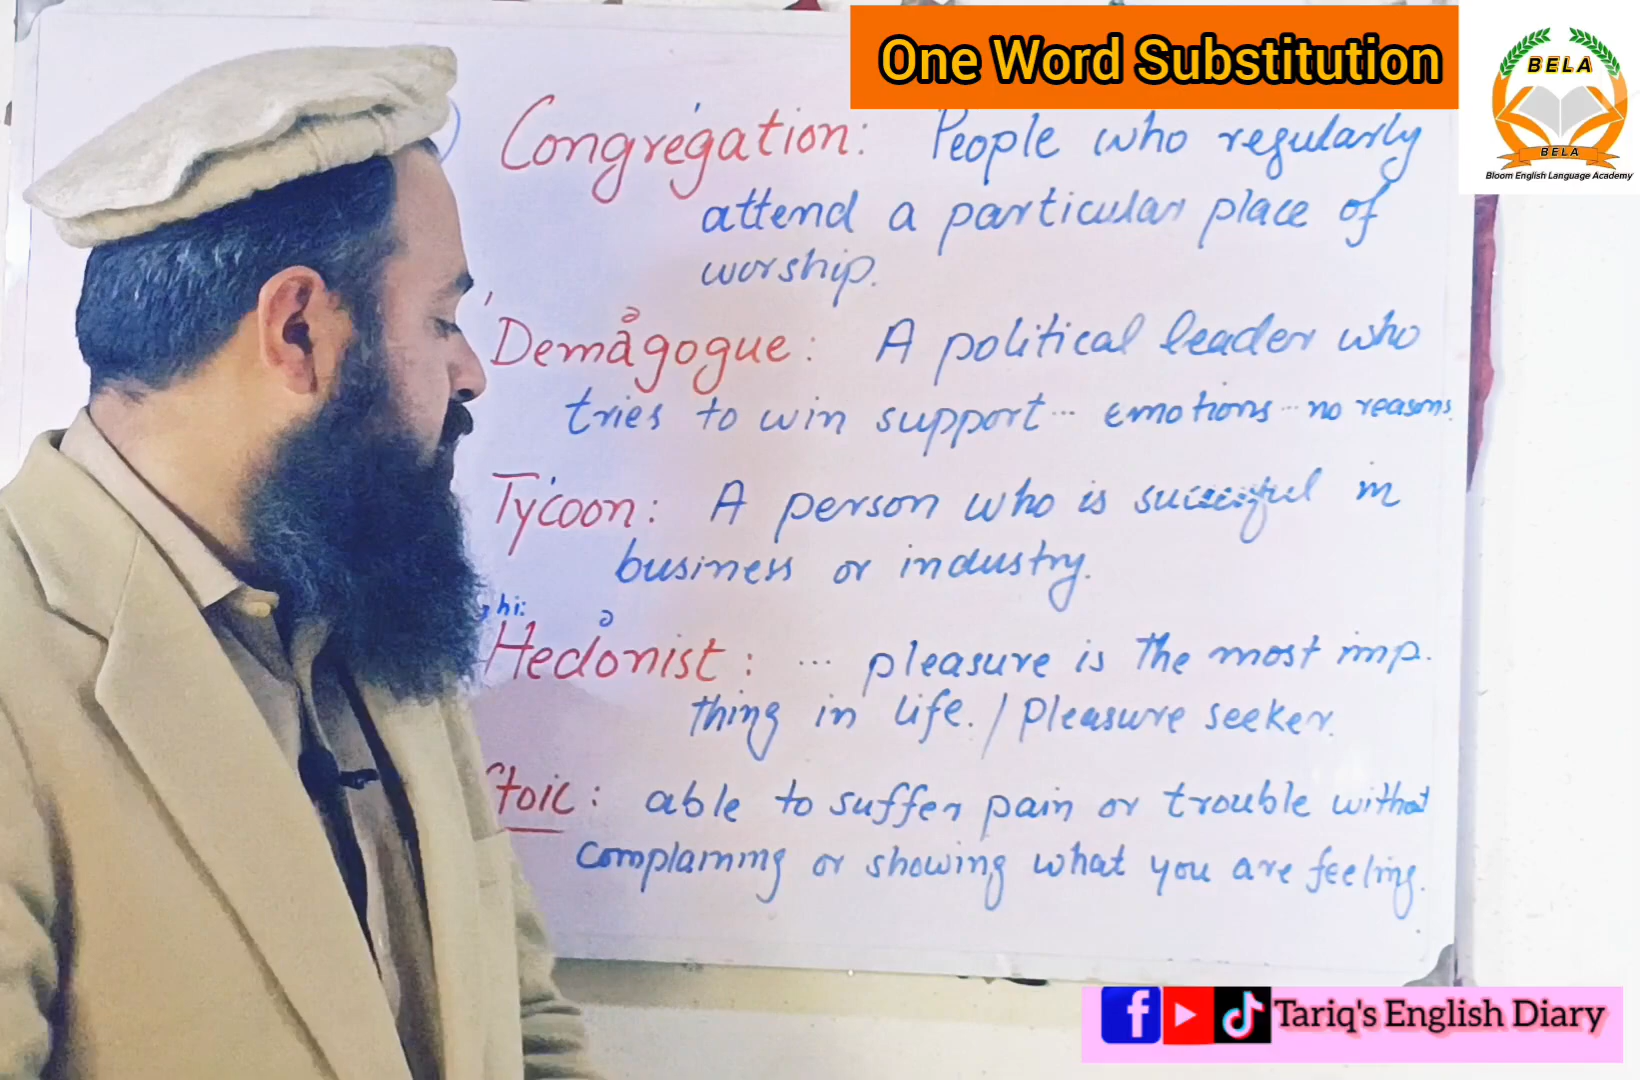 One Word Substitution
BELA
BELA
Bloom English Language Academy
Congregation: People who regularly
attend a particular place of
worship.
ə
Demagogue: A political leader who
tries to win support ... emotions ... no reasons.
Tycoon: A person who is successful in
business or industry.
hi: ə
Hedonist: ... pleasure is the most imp.
thing in life. / Pleasure seeker.
Stoic: able to suffer pain or trouble without
complaining or showing what you are feeling.
Tariq's English Diary